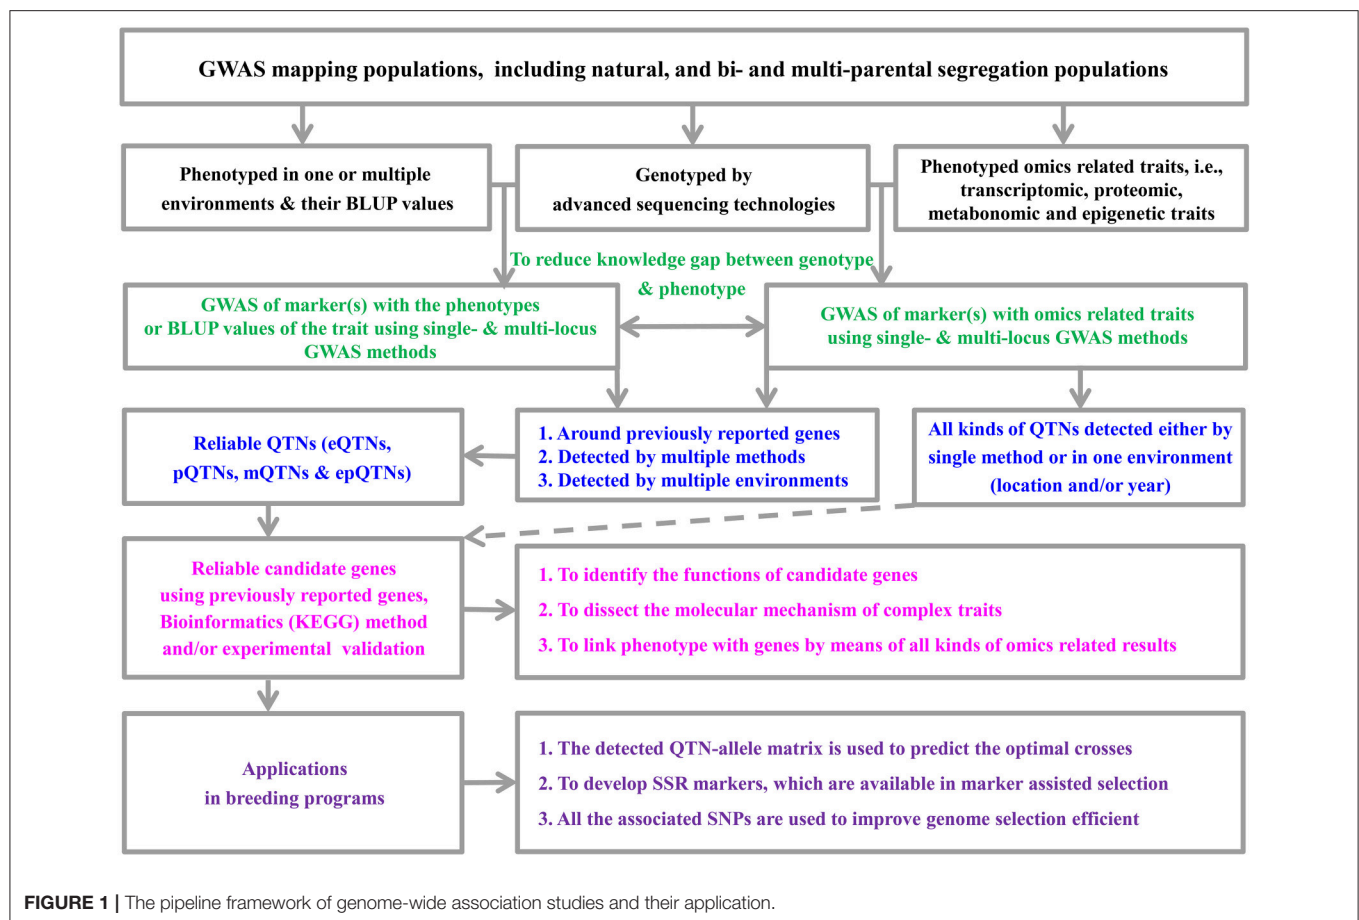 GWAS mapping populations, including natural, and bi- and multi-parental segregation populations
Phenotyped in one or multiple
environments & their BLUP values
Genotyped by
advanced sequencing technologies
Phenotyped omics related traits, i.e.,
transcriptomic, proteomic,
metabonomic and epigenetic traits
To reduce knowledge gap between genotype
& phenotype
GWAS of marker(s) with the phenotypes
or BLUP values of the trait using single- & multi-locus
GWAS methods
GWAS of marker(s) with omics related traits
using single- & multi-locus GWAS methods
Reliable QTNs (eQTNs,
pQTNs, mQTNs & epQTNs)
1. Around previously reported genes
2. Detected by multiple methods
3. Detected by multiple environments
All kinds of QTNs detected either by
single method or in one environment
(location and/or year)
Reliable candidate genes
using previously reported genes,
Bioinformatics (KEGG) method
and/or experimental validation
1. To identify the functions of candidate genes
2. To dissect the molecular mechanism of complex traits
3. To link phenotype with genes by means of all kinds of omics related results
Applications
in breeding programs
1. The detected QTN-allele matrix is used to predict the optimal crosses
2. To develop SSR markers, which are available in marker assisted selection
3. All the associated SNPs are used to improve genome selection efficient
FIGURE 1 | The pipeline framework of genome-wide association studies and their application.